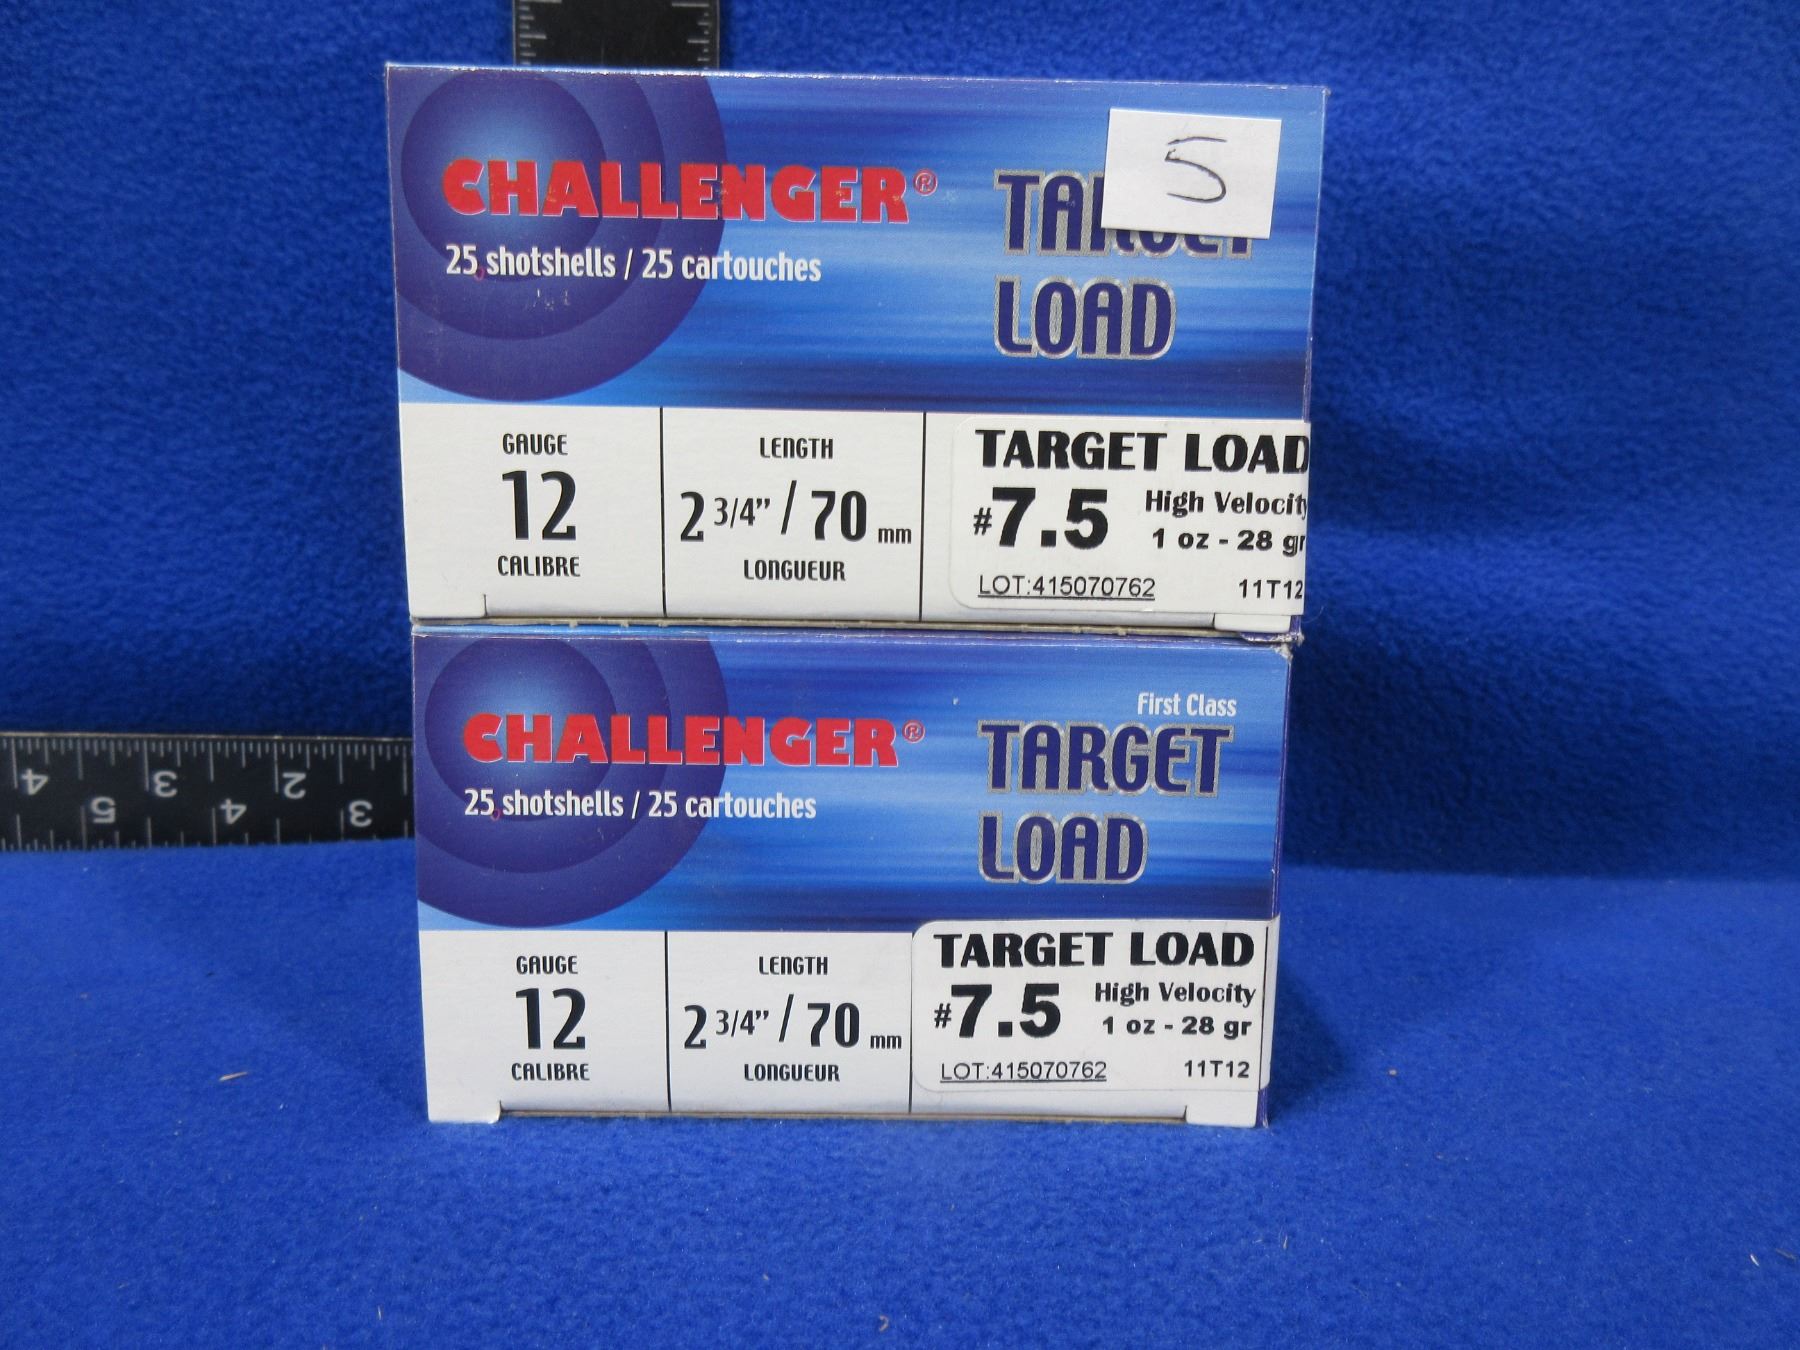 5
CHALLENGER®
25 shotshells / 25 cartouches
LOAD
GAUGE
12
CALIBRE
LENGTH
2 3/4" / 70 mm
LONGUEUR
TARGET LOAD
#7.5
High Velocity
1 oz - 28 gr
LOT:415070762 11T12
First Class
CHALLENGER®
TARGET
25 shotshells / 25 cartouches
LOAD
GAUGE
12
CALIBRE
LENGTH
2 3/4" / 70 mm
LONGUEUR
TARGET LOAD
#7.5
High Velocity
1 oz - 28 gr
LOT:415070762 11T12
4 3 2
5 4 3